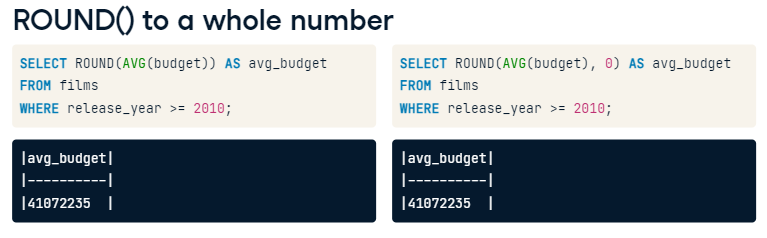 ROUND() to a whole number
SELECT ROUND(AVG(budget)) AS avg_budget
FROM films
WHERE release_year >= 2010;
|avg_budget|
|----------|
|41072235  |
SELECT ROUND(AVG(budget), 0) AS avg_budget
FROM films
WHERE release_year >= 2010;
|avg_budget|
|----------|
|41072235  |